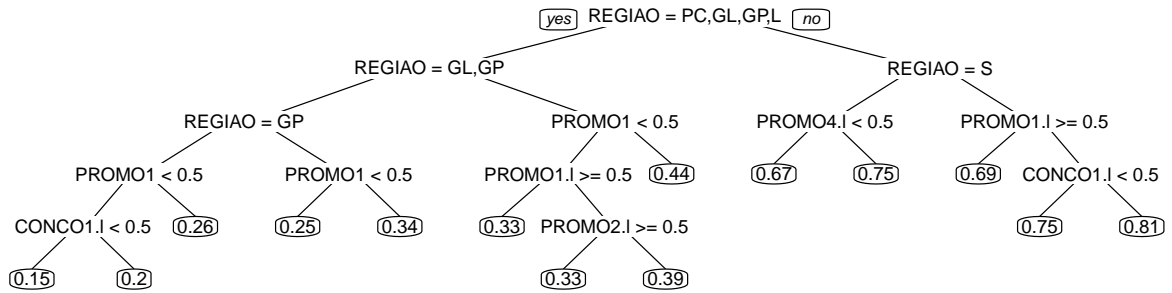 yes REGIAO = PC,GL,GP,L no
REGIAO = GL,GP REGIAO = S
REGIAO = GP PROMO1 < 0.5 PROMO4.I < 0.5 PROMO1.I >= 0.5
PROMO1 < 0.5 PROMO1 < 0.5 PROMO1.I >= 0.5 0.44 0.67 0.75 0.69 CONCO1.I < 0.5
CONCO1.I < 0.5 0.26 0.25 0.34 0.33 PROMO2.I >= 0.5 0.75 0.81
0.15 0.2 0.33 0.39